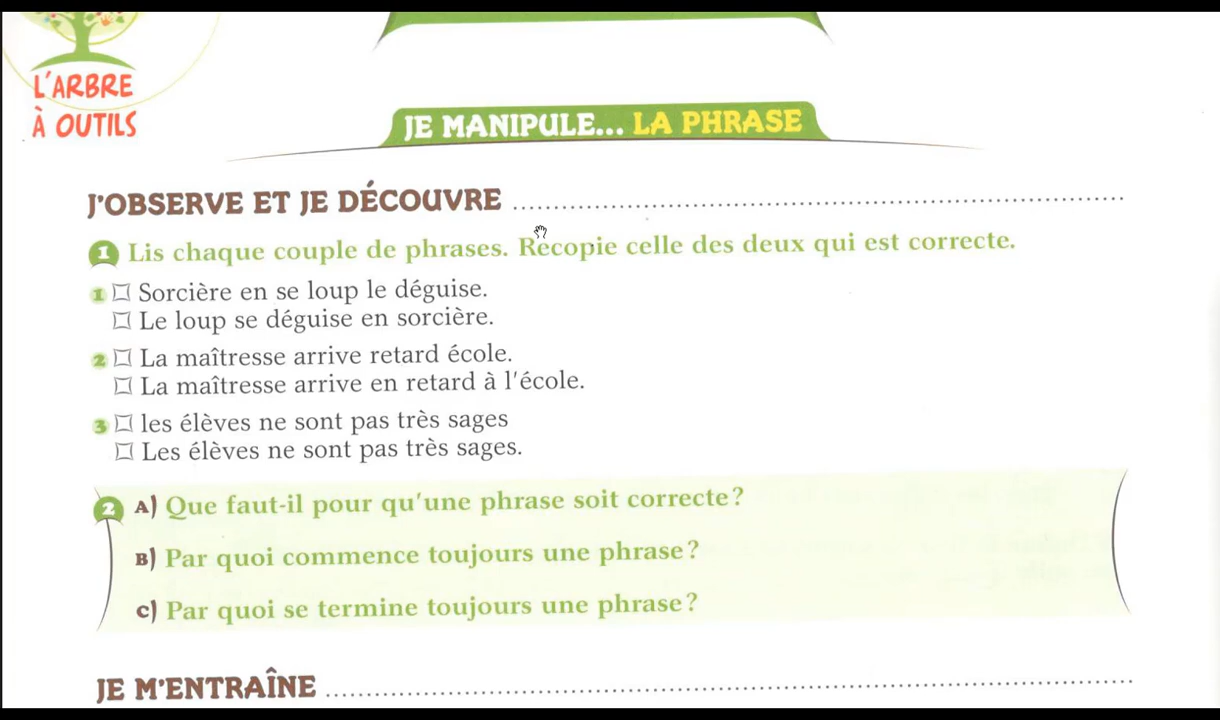 L'ARBRE
À OUTILS
JE MANIPULE... LA PHRASE
J'OBSERVE ET JE DÉCOUVRE
1 Lis chaque couple de phrases. Recopie celle des deux qui est correcte.
1 □ Sorcière en se loup le déguise.
□ Le loup se déguise en sorcière.
2 □ La maîtresse arrive retard école.
□ La maîtresse arrive en retard à l'école.
3 □ les élèves ne sont pas très sages
□ Les élèves ne sont pas très sages.
2 A) Que faut-il pour qu'une phrase soit correcte?
B) Par quoi commence toujours une phrase?
C) Par quoi se termine toujours une phrase?
JE M'ENTRAÎNE